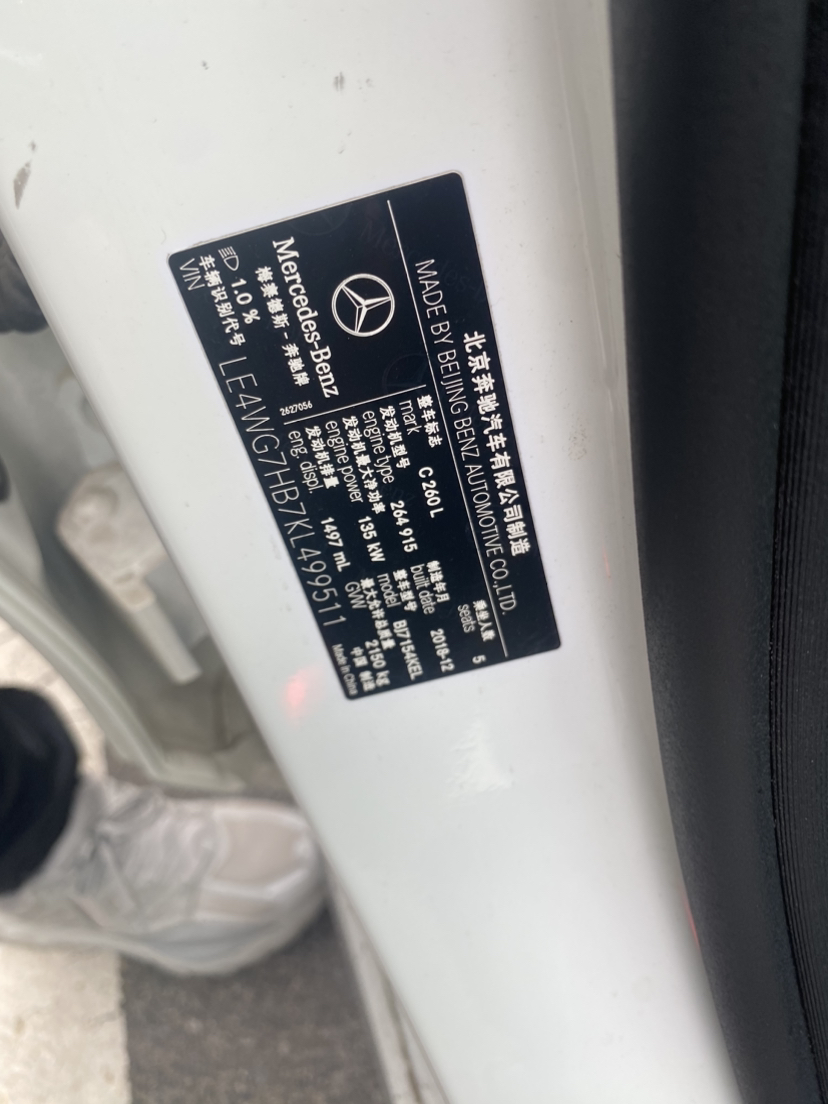 北京奔驰汽车有限公司制造
MADE BY BEIJING BENZ AUTOMOTIVE CO.,LTD.
乘坐人数 5
seats
整车标志 C 260 L
mark
制造年月 2018-12
built date
发动机型号 264 915
engine type
整车型号 BJ7154KEL
model
发动机最大净功率 135 kW
engine power
最大允许总质量 2150 kg
GVW
发动机排量 1497 mL
eng. displ.
中国 制造
Made in China
Mercedes-Benz
梅赛德斯-奔驰牌
2627056
1.0 %
车辆识别代号
VIN
LE4WG7HB7KL499511